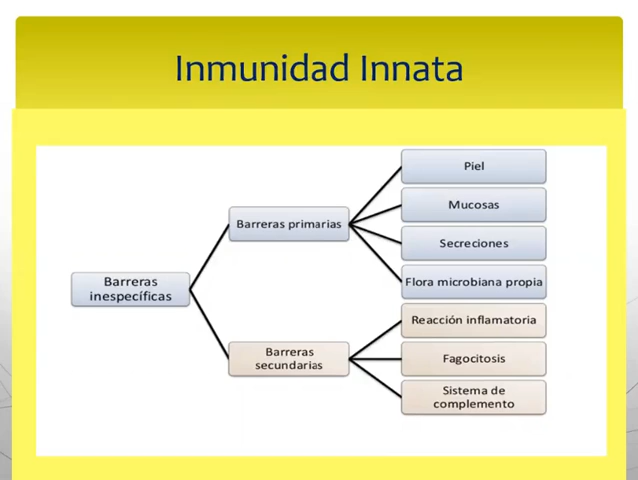 Inmunidad Innata
Barreras
inespecíficas
Barreras primarias
Piel
Mucosas
Secreciones
Flora microbiana propia
Barreras
secundarias
Reacción inflamatoria
Fagocitosis
Sistema de
complemento